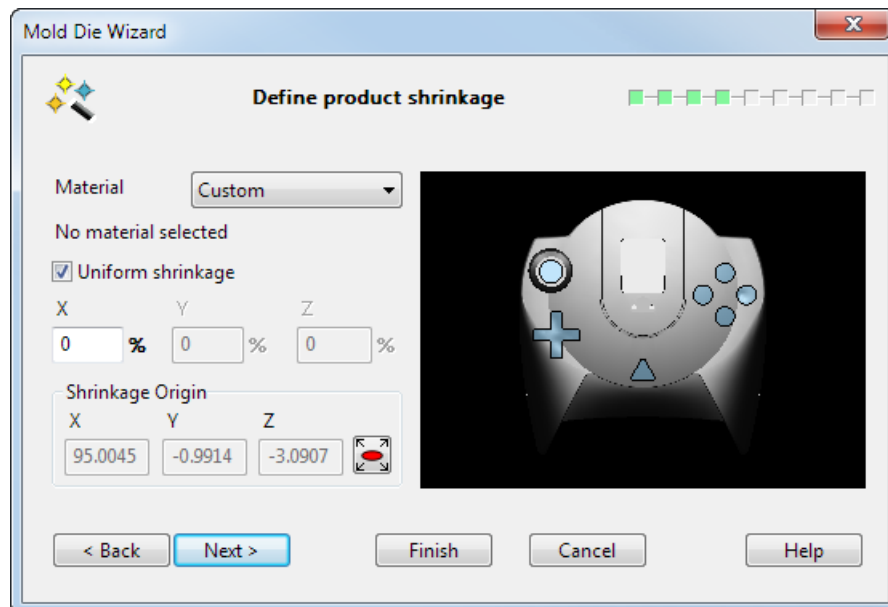 Mold Die Wizard
Define product shrinkage
Material Custom
No material selected
Uniform shrinkage
X Y Z
0 % 0 % 0 %
Shrinkage Origin
X Y Z
95.0045 -0.9914 -3.0907
< Back Next > Finish Cancel Help